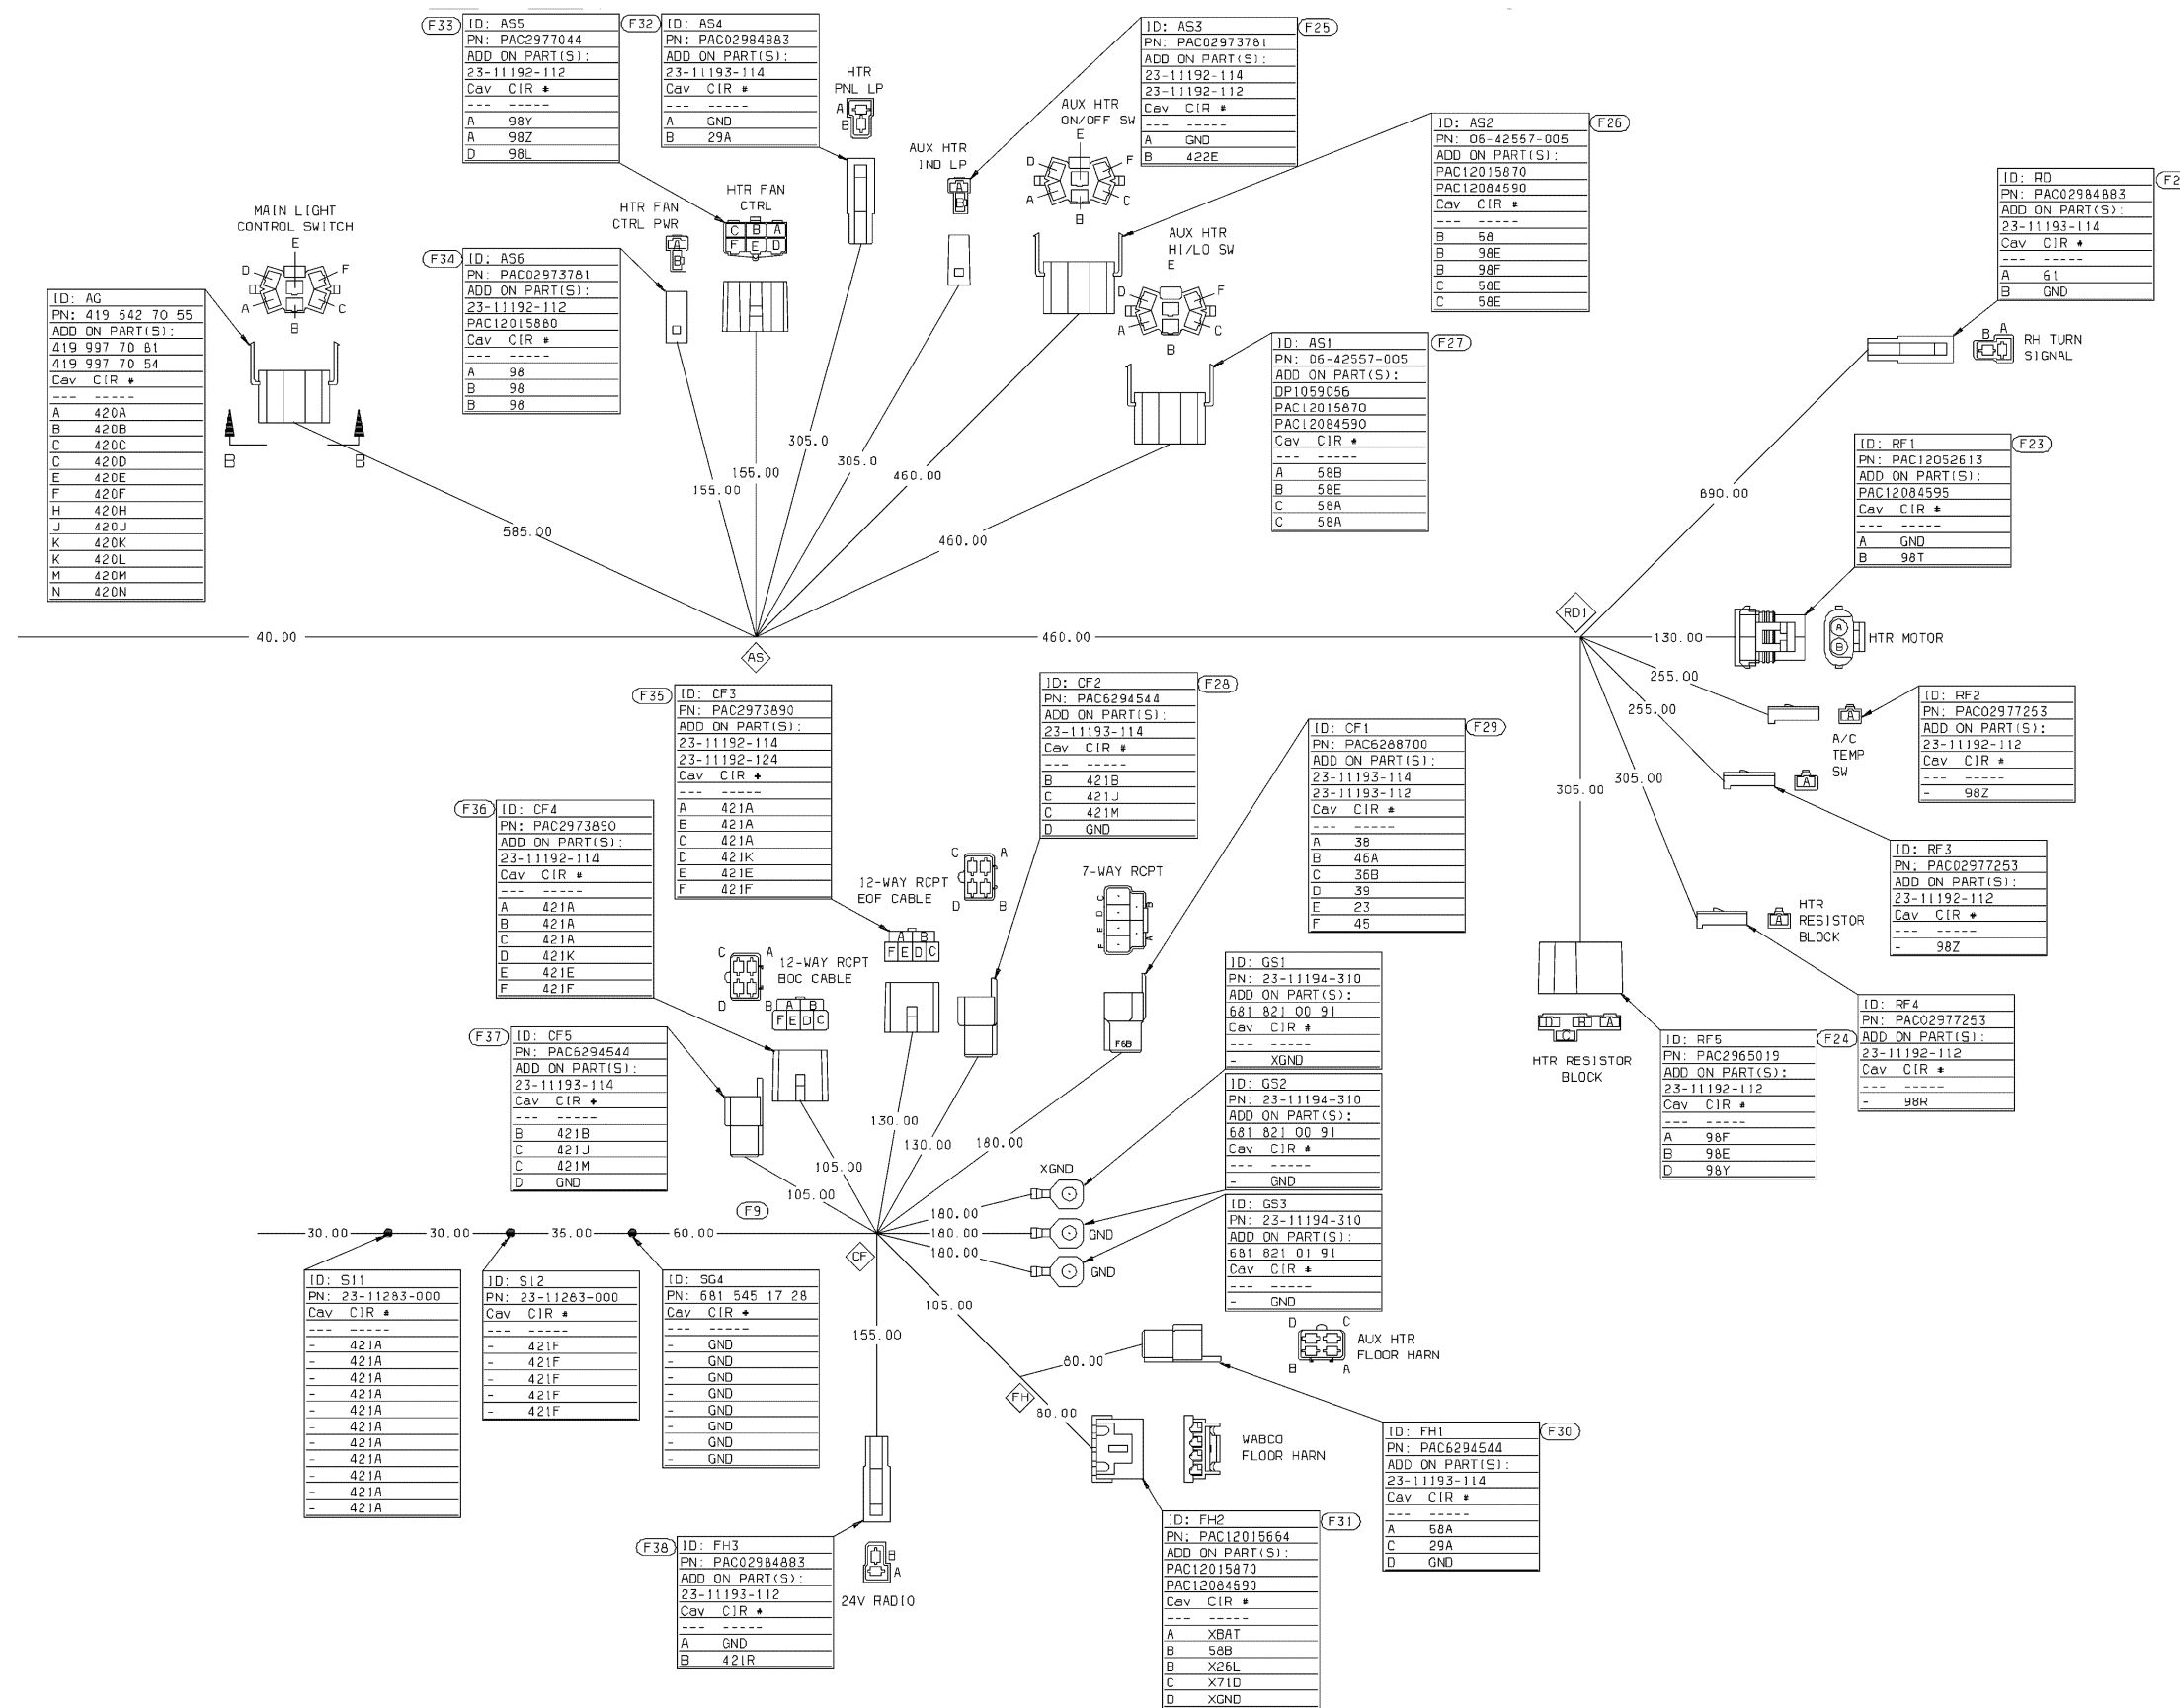 F33
ID: AS5
PN: PAC2977044
ADD ON PART(S):
23-11192-112
Cav CIR #
--- -----
A 98Y
A 98Z
D 98L
F32
ID: AS4
PN: PAC02984883
ADD ON PART(S):
23-11193-114
Cav CIR #
--- -----
A GND
B 29A
HTR
PNL LP
A
B
F25
ID: AS3
PN: PAC02973781
ADD ON PART(S):
23-11192-114
23-11192-112
Cav CIR #
--- -----
A GND
B 422E
AUX HTR
IND LP
A
B
AUX HTR
ON/OFF SW
E
D F
A C
B
F26
ID: AS2
PN: 06-42557-005
ADD ON PART(S):
PAC12015870
PAC12084590
Cav CIR #
--- -----
B 58
B 98E
B 98F
C 58E
C 58E
F2
ID: RD
PN: PAC02984883
ADD ON PART(S):
23-11193-114
Cav CIR #
--- -----
A 61
B GND
B A
RH TURN
SIGNAL
MAIN LIGHT
CONTROL SWITCH
E
D F
A C
B
B B
HTR FAN
CTRL PWR
A
B
HTR FAN
CTRL
C B A
F E D
F34
ID: AS6
PN: PAC02973781
ADD ON PART(S):
23-11192-112
PAC12015880
Cav CIR #
--- -----
A 98
B 98
B 98
ID: AG
PN: 419 542 70 55
ADD ON PART(S):
419 997 70 81
419 997 70 54
Cav CIR #
--- -----
A 420A
B 420B
C 420C
C 420D
E 420E
F 420F
H 420H
J 420J
K 420K
K 420L
M 420M
N 420N
AUX HTR
HI/LO SW
E
D F
A C
B
F27
ID: AS1
PN: 06-42557-005
ADD ON PART(S):
DP1059056
PAC12015870
PAC12084590
Cav CIR #
--- -----
A 58B
B 58E
C 58A
C 58A
F23
ID: RF1
PN: PAC12052613
ADD ON PART(S):
PAC12084595
Cav CIR #
--- -----
A GND
B 98T
585.00
155.00
155.00
305.0
305.0
460.00
460.00
890.00
40.00
AS
460.00
RD1
130.00
A
B
HTR MOTOR
255.00
255.00
305.00
305.00
A
A/C
TEMP
SW
ID: RF2
PN: PAC02977253
ADD ON PART(S):
23-11192-112
Cav CIR #
--- -----
- 98Z
A
ID: RF3
PN: PAC02977253
ADD ON PART(S):
23-11192-112
Cav CIR #
--- -----
- 98Z
A
HTR
RESISTOR
BLOCK
ID: RF4
PN: PAC02977253
ADD ON PART(S):
23-11192-112
Cav CIR #
--- -----
- 98R
D B A
C
HTR RESISTOR
BLOCK
F24
ID: RF5
PN: PAC2965019
ADD ON PART(S):
23-11192-112
Cav CIR #
--- -----
A 98F
B 98E
D 98Y
F35
ID: CF3
PN: PAC2973890
ADD ON PART(S):
23-11192-114
23-11192-124
Cav CIR #
--- -----
A 421A
B 421A
C 421A
D 421K
E 421E
F 421F
F28
ID: CF2
PN: PAC6294544
ADD ON PART(S):
23-11193-114
Cav CIR #
--- -----
B 421B
C 421J
C 421M
D GND
F29
ID: CF1
PN: PAC6288700
ADD ON PART(S):
23-11193-114
23-11193-112
Cav CIR #
--- -----
A 38
B 46A
C 36B
D 39
E 23
F 45
F36
ID: CF4
PN: PAC2973890
ADD ON PART(S):
23-11192-114
Cav CIR #
--- -----
A 421A
B 421A
C 421A
D 421K
E 421E
F 421F
12-WAY RCPT
EOF CABLE
C A
D B
A B
F E D C
7-WAY RCPT
C
D
E
F
B
A
F6B
12-WAY RCPT
BOC CABLE
C A
D B
A B
F E D C
F37
ID: CF5
PN: PAC6294544
ADD ON PART(S):
23-11193-114
Cav CIR #
--- -----
B 421B
C 421J
C 421M
D GND
ID: GS1
PN: 23-11194-310
ADD ON PART(S):
681 821 00 91
Cav CIR #
--- -----
- XGND
ID: GS2
PN: 23-11194-310
ADD ON PART(S):
681 821 00 91
Cav CIR #
--- -----
- GND
ID: GS3
PN: 23-11194-310
ADD ON PART(S):
681 821 01 91
Cav CIR #
--- -----
- GND
105.00
105.00
130.00
130.00
180.00
XGND
180.00
180.00
GND
180.00
GND
F9
30.00
30.00
35.00
60.00
CF
ID: S11
PN: 23-11283-000
Cav CIR #
--- -----
- 421A
- 421A
- 421A
- 421A
- 421A
- 421A
- 421A
- 421A
- 421A
- 421A
- 421A
ID: S12
PN: 23-11283-000
Cav CIR #
--- -----
- 421F
- 421F
- 421F
- 421F
- 421F
ID: SG4
PN: 681 545 17 28
Cav CIR #
--- -----
- GND
- GND
- GND
- GND
- GND
- GND
- GND
- GND
155.00
105.00
80.00
FH
80.00
D C
B A
AUX HTR
FLOOR HARN
WABCO
FLOOR HARN
F30
ID: FH1
PN: PAC6294544
ADD ON PART(S):
23-11193-114
Cav CIR #
--- -----
A 58A
C 29A
D GND
F31
ID: FH2
PN: PAC12015664
ADD ON PART(S):
PAC12015870
PAC12084590
Cav CIR #
--- -----
A XBAT
B 58B
B X26L
C X71D
D XGND
F38
ID: FH3
PN: PAC02984883
ADD ON PART(S):
23-11193-112
Cav CIR #
--- -----
A GND
B 421R
B
A
24V RADIO